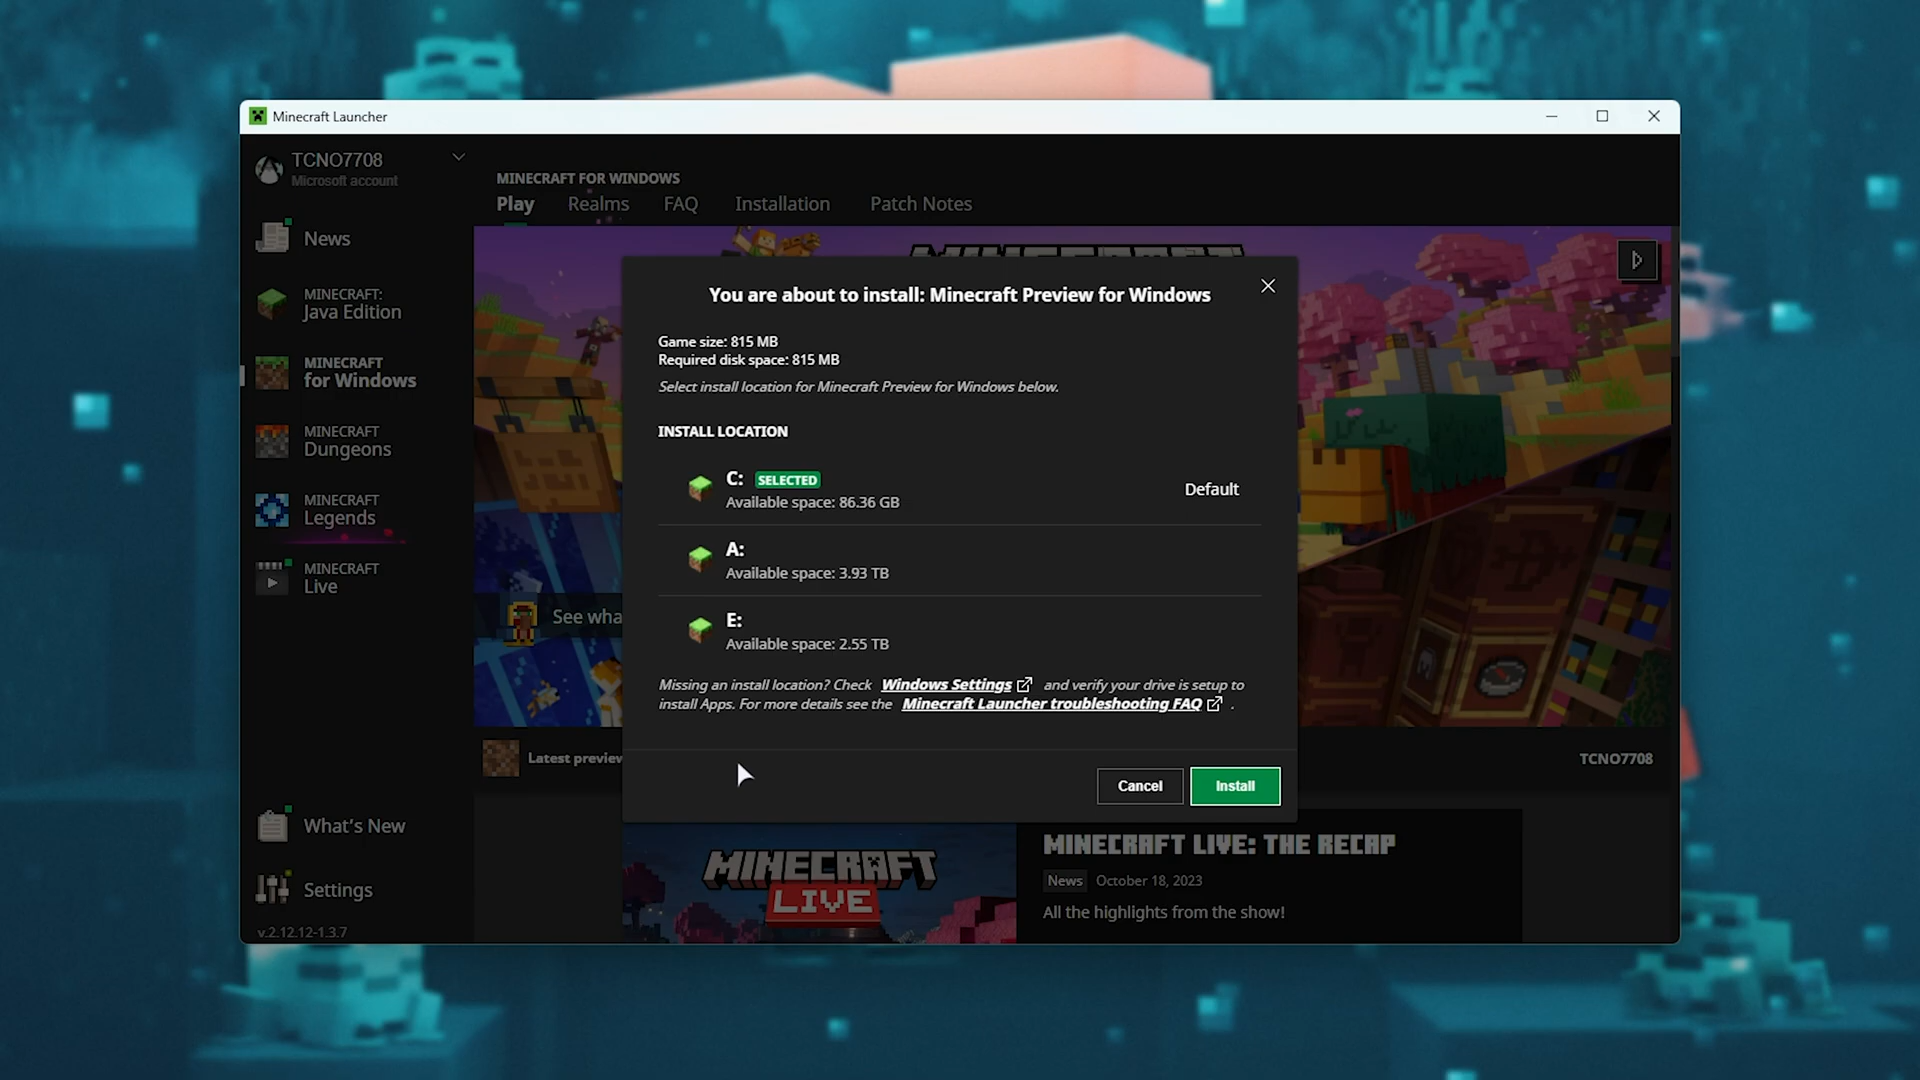 Minecraft Launcher
TCNO7708
Microsoft account
News
MINECRAFT:
Java Edition
MINECRAFT
for Windows
MINECRAFT
Dungeons
MINECRAFT
Legends
MINECRAFT
Live
What's New
Settings
v.2.12.12-1.3.7
MINECRAFT FOR WINDOWS
Play Realms FAQ Installation Patch Notes
MINECRAFT
See wha
Latest preview
TCNO7708
You are about to install: Minecraft Preview for Windows
Game size: 815 MB
Required disk space: 815 MB
Select install location for Minecraft Preview for Windows below.
INSTALL LOCATION
C: SELECTED
Available space: 86.36 GB
Default
A:
Available space: 3.93 TB
E:
Available space: 2.55 TB
Missing an install location? Check Windows Settings and verify your drive is setup to
install Apps. For more details see the Minecraft Launcher troubleshooting FAQ .
Cancel Install
MINECRAFT
LIVE
MINECRAFT LIVE: THE RECAP
News October 18, 2023
All the highlights from the show!